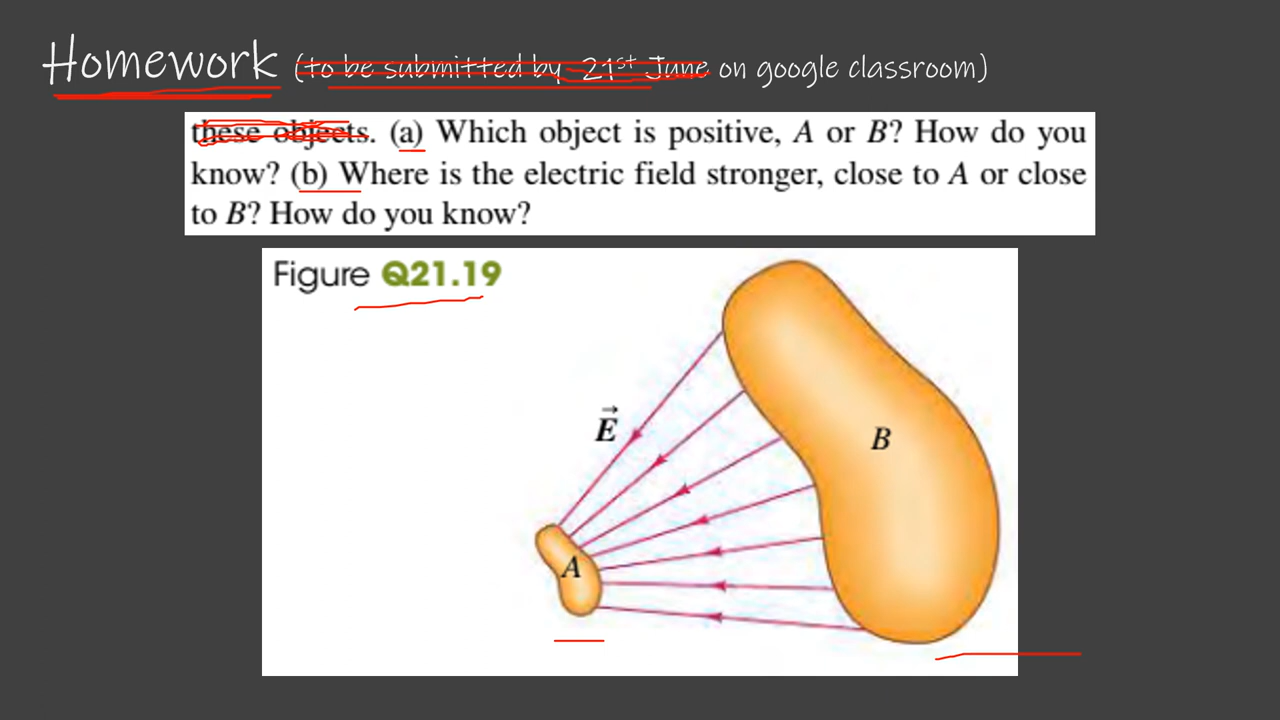 Homework (to be submitted by 21st June on google classroom)
these objects. (a) Which object is positive, A or B? How do you
know? (b) Where is the electric field stronger, close to A or close
to B? How do you know?
Figure Q21.19
E
B
A